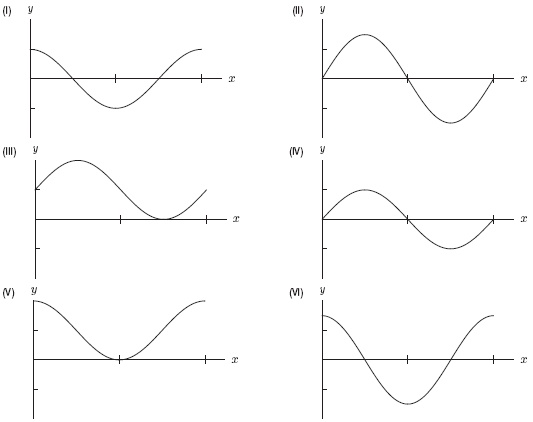 (I) y x
(II) y x
(III) y x
(IV) y x
(V) y x
(VI) y x